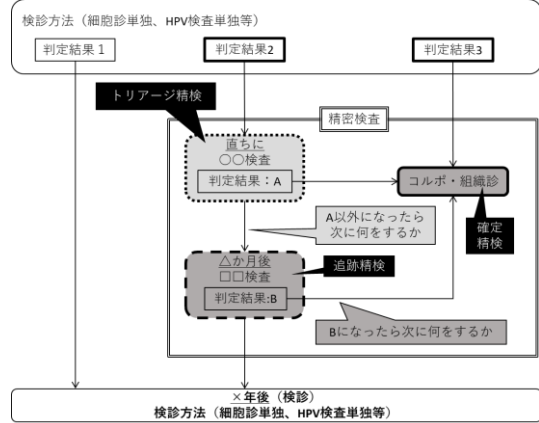 検診方法（細胞診単独、HPV検査単独等）
判定結果１
判定結果2
判定結果3
トリアージ精検
精密検査
直ちに
○○検査
判定結果：A
コルポ・組織診
A以外になったら
次に何をするか
確定
精検
△か月後
□□検査
追跡精検
判定結果:B
Bになったら次に何をするか
×年後（検診）
検診方法（細胞診単独、HPV検査単独等）